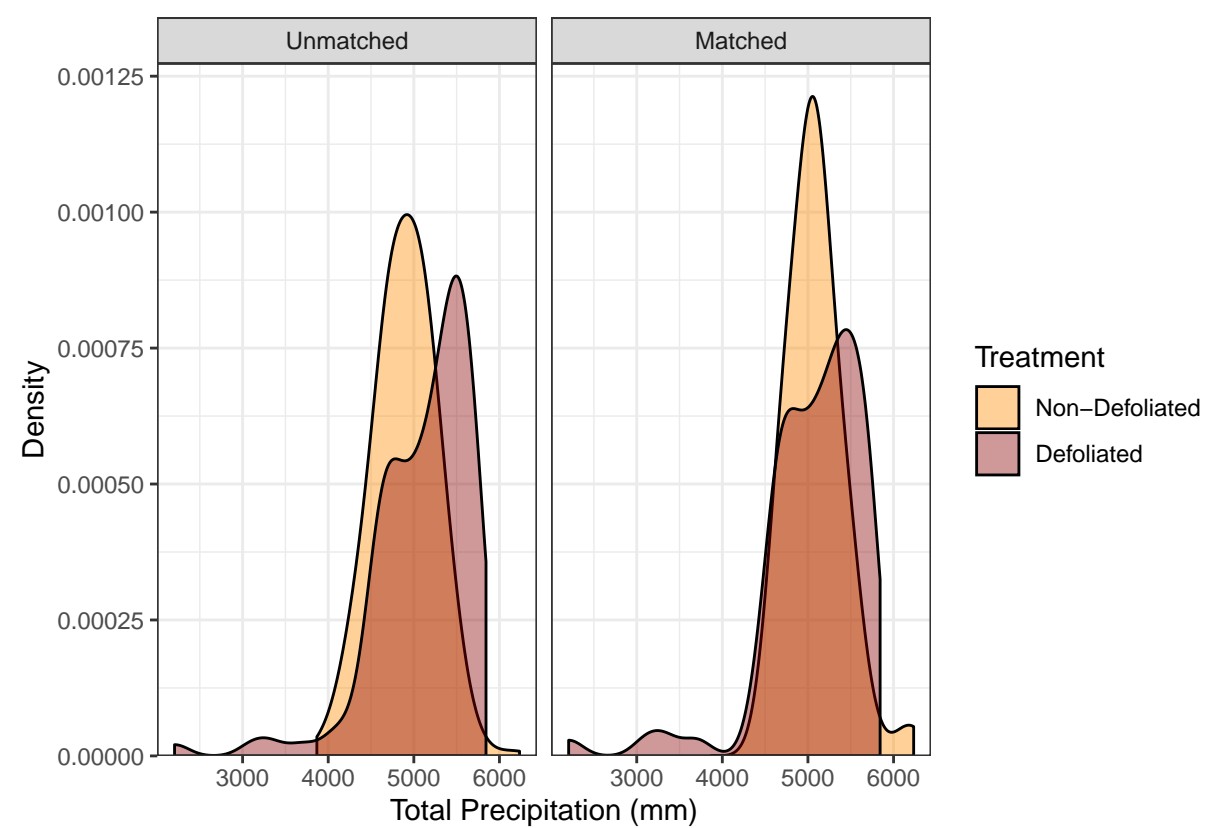 Unmatched
Matched
0.00125
0.00100
0.00075
0.00050
0.00025
0.00000
Density
3000 4000 5000 6000
3000 4000 5000 6000
Total Precipitation (mm)
Treatment
Non−Defoliated
Defoliated